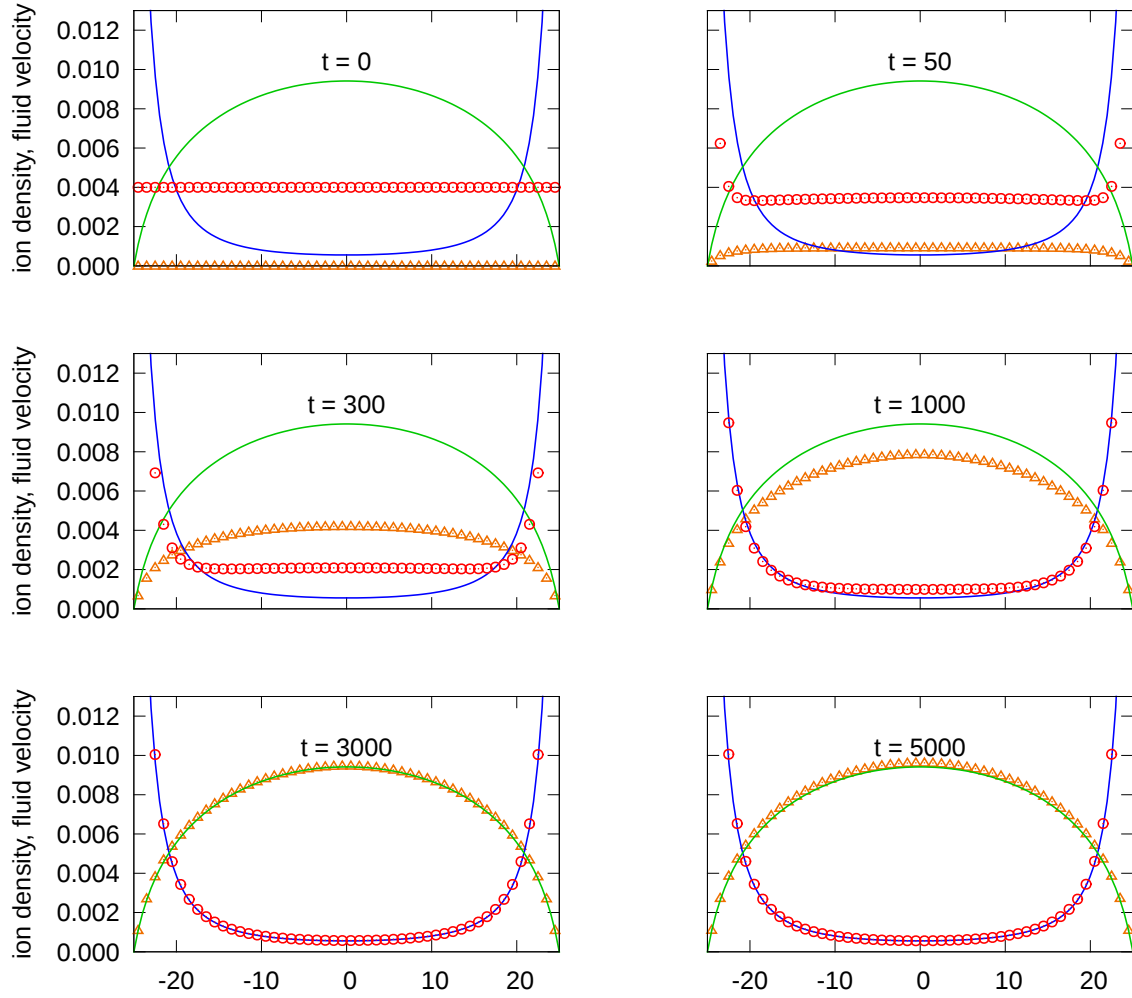 ion density, fluid velocity
0.012
0.010
0.008
0.006
0.004
0.002
0.000
t = 0
t = 50
ion density, fluid velocity
0.012
0.010
0.008
0.006
0.004
0.002
0.000
t = 300
t = 1000
ion density, fluid velocity
0.012
0.010
0.008
0.006
0.004
0.002
0.000
t = 3000
t = 5000
-20 -10 0 10 20
-20 -10 0 10 20